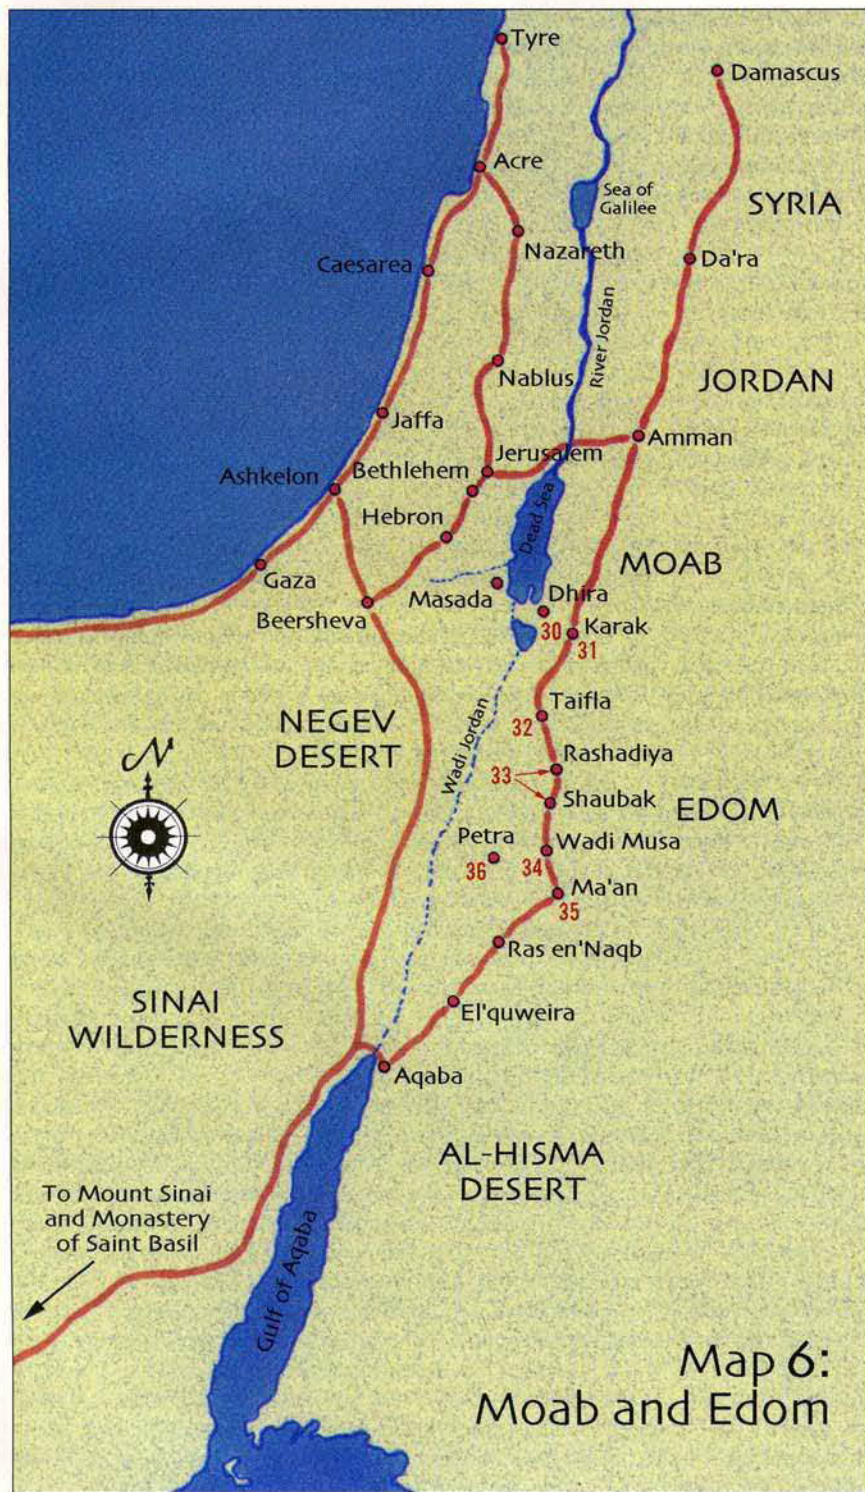 Tyre
Damascus
Acre
Sea of
Galilee
SYRIA
Nazareth
Da'ra
Caesarea
River Jordan
Nablus
JORDAN
Jaffa
Amman
Jerusalem
Bethlehem
Ashkelon
Dead Sea
Hebron
MOAB
Gaza
Masada
Dhira
Beersheva
30
Karak
31
Taifla
32
NEGEV
DESERT
Wadi Jordan
N
Rashadiya
33
Shaubak
EDOM
Petra
36
Wadi Musa
34
Ma'an
35
Ras en'Naqb
SINAI
WILDERNESS
El'quweira
Aqaba
AL-HISMA
DESERT
To Mount Sinai
and Monastery
of Saint Basil
Gulf of Aqaba
Map 6:
Moab and Edom